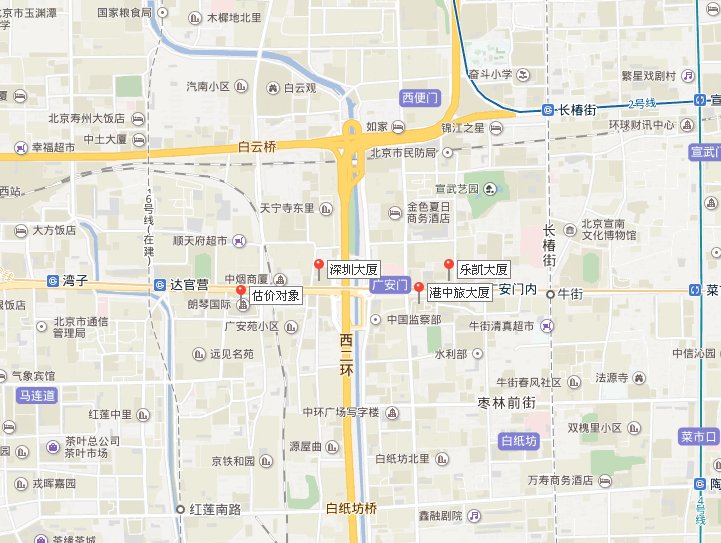 北京市玉渊潭
国家粮食局
木樨地北里
奋斗小学
繁星戏剧村
汽南小区
白云观
西便门
长椿街
2号线
北京寿州大饭店
如家
锦江之星
环球财讯中心
中土大厦
幸福超市
白云桥
北京市民防局
宣武门
西站
6号线(在建)
宣武艺园
天宁寺东里
金色夏日
商务酒店
长椿街
北京宣南
文化博物馆
大方饭店
顺天府超市
深圳大厦
乐凯大厦
湾子
达官营
中烟商厦
广安门
港中旅大厦
安门内
牛街
估价对象
朗琴国际
银饭店
北京市通信
管理局
广安苑小区
中国监察部
牛街清真超市
西二环
远见名苑
水利部
中信沁园
气象宾馆
牛街春风社区
法源寺
马连道
枣林前街
红莲中里
中环广场写字楼
双槐里小区
白纸坊
菜市口
茶叶总公司
茶叶市场
源屋曲
京铁和园
白纸坊北里
戎晖嘉园
万寿商务酒店
红莲南路
白纸坊桥
鑫融剧院
4号线
茶缘茶城